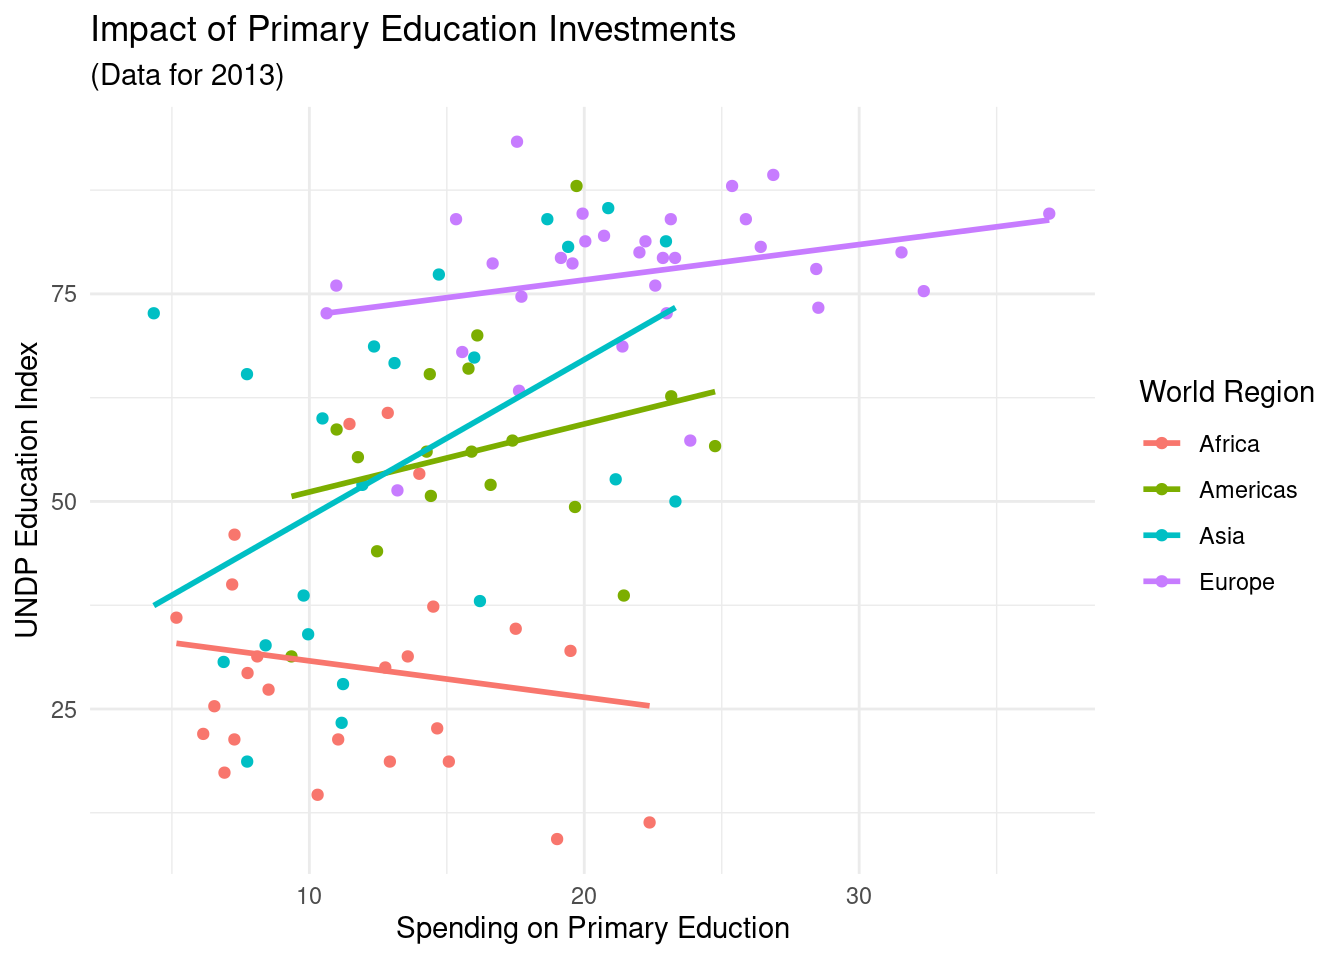 Impact of Primary Education Investments
(Data for 2013)
UNDP Education Index
75
50
25
10 20 30
Spending on Primary Eduction
World Region
Africa
Americas
Asia
Europe